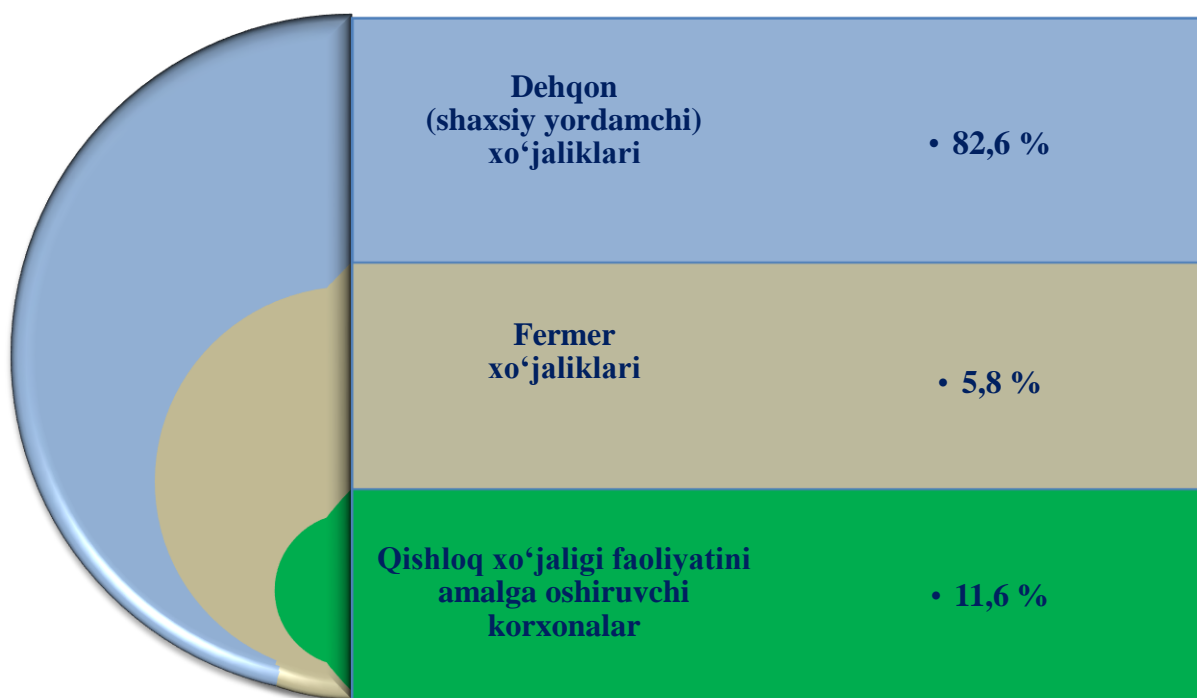 Dehqon
(shaxsiy yordamchi)
xo‘jaliklari
• 82,6 %
Fermer
xo‘jaliklari
• 5,8 %
Qishloq xo‘jaligi faoliyatini
amalga oshiruvchi
korxonalar
• 11,6 %